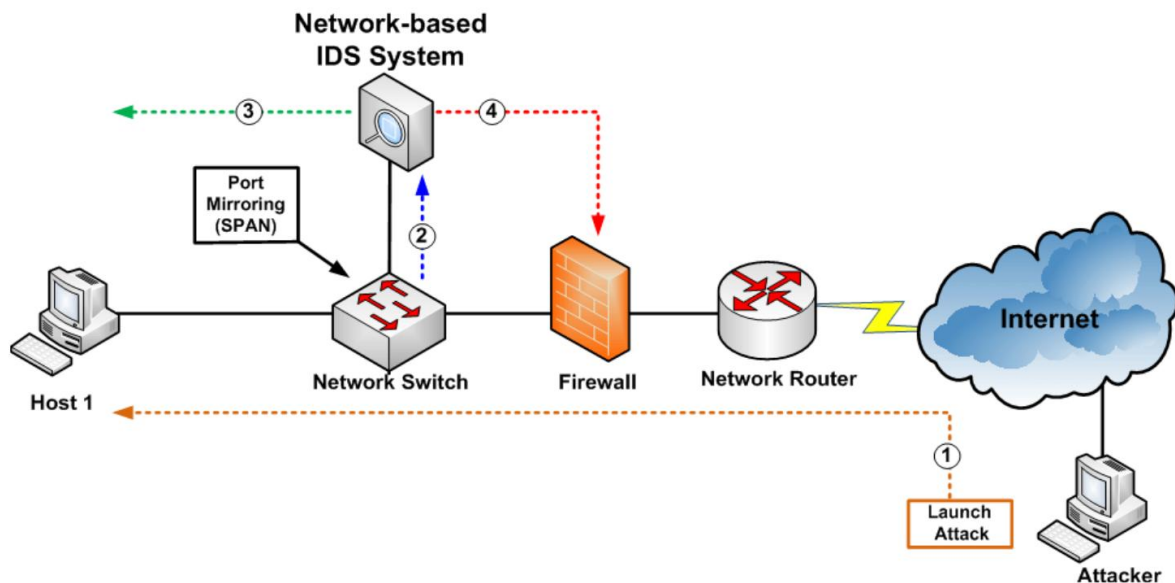 Network-based
IDS System
3
4
Port
Mirroring
(SPAN)
2
Internet
Network Switch
Firewall
Network Router
Host 1
1
Launch
Attack
Attacker